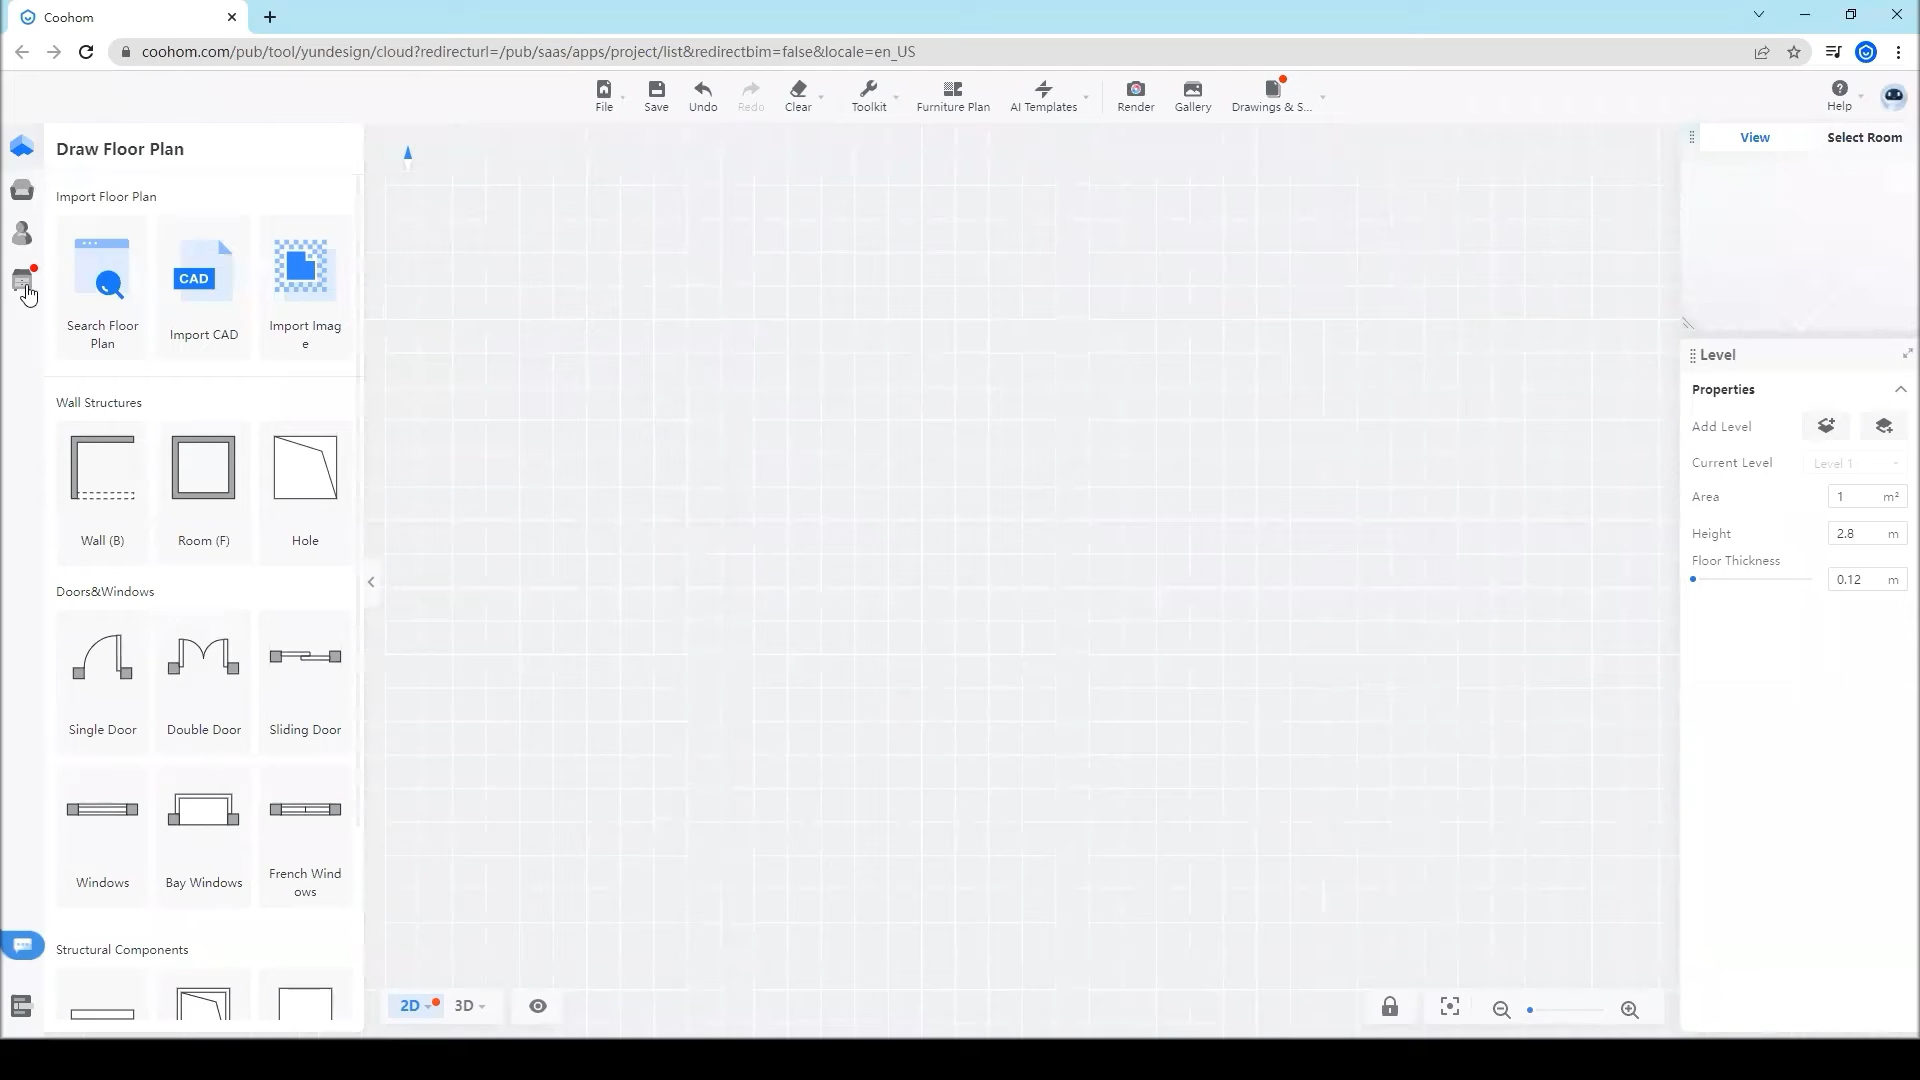 Coohom
coohom.com/pub/tool/yundesign/cloud?redirecturl=/pub/saas/apps/project/list&redirectbim=false&locale=en_US
File
Save
Undo
Redo
Clear
Toolkit
Furniture Plan
AI Templates
Render
Gallery
Drawings & S...
Help
Draw Floor Plan
Import Floor Plan
CAD
Search Floor
Plan
Import CAD
Import Imag
e
Wall Structures
Wall (B)
Room (F)
Hole
Doors&Windows
Single Door
Double Door
Sliding Door
Windows
Bay Windows
French Wind
ows
Structural Components
2D
3D
View
Select Room
Level
Properties
Add Level
Current Level
Level 1
Area
1 m²
Height
2.8 m
Floor Thickness
0.12 m